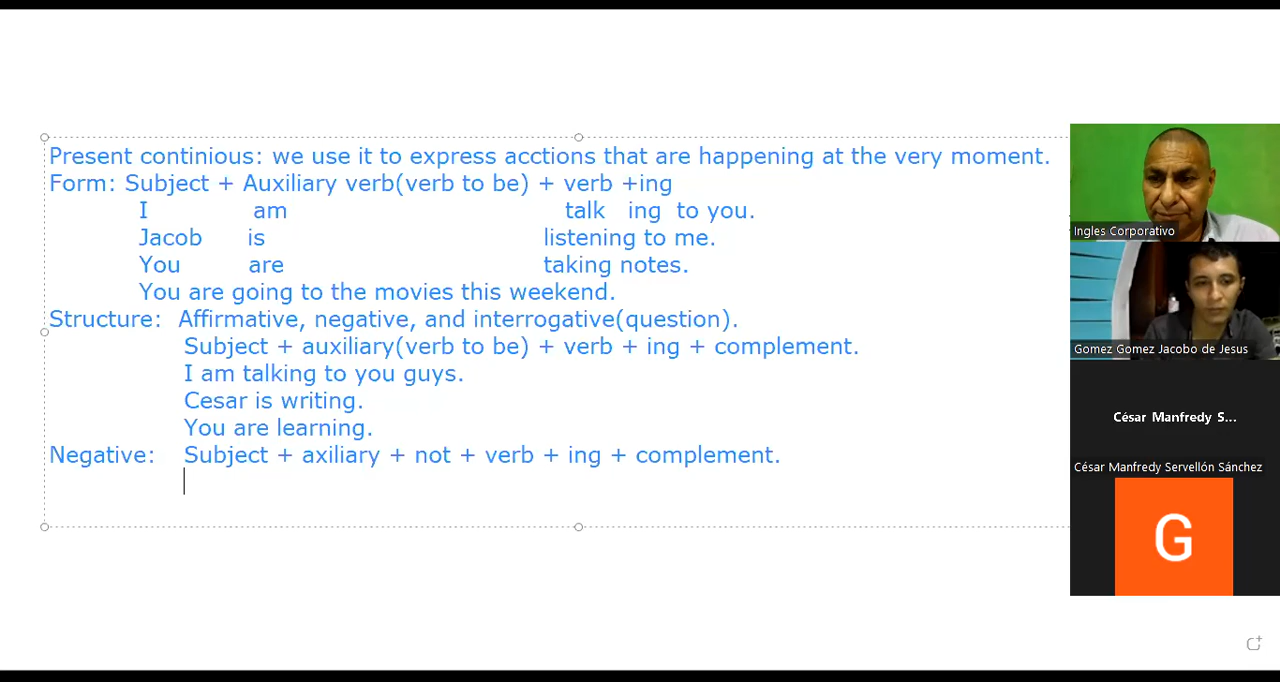 Present continious: we use it to express acctions that are happening at the very moment.
Form: Subject + Auxiliary verb(verb to be) + verb +ing
I am talk ing to you.
Jacob is listening to me.
You are taking notes.
You are going to the movies this weekend.
Structure: Affirmative, negative, and interrogative(question).
Subject + auxiliary(verb to be) + verb + ing + complement.
I am talking to you guys.
Cesar is writing.
You are learning.
Negative: Subject + axiliary + not + verb + ing + complement.
Ingles Corporativo
Gomez Gomez Jacobo de Jesus
César Manfredy S...
César Manfredy Servellón Sánchez
G